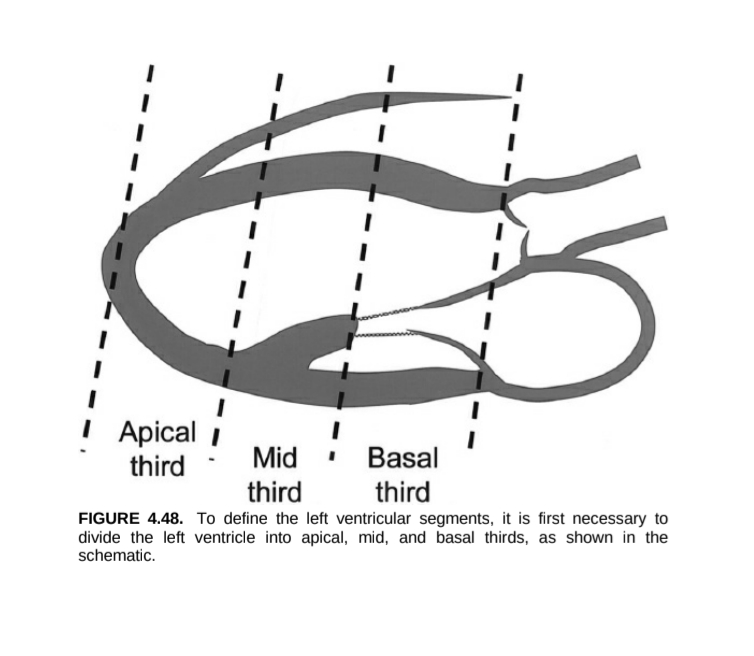 Apical
third
Mid
third
Basal
third
FIGURE 4.48. To define the left ventricular segments, it is first necessary to
divide the left ventricle into apical, mid, and basal thirds, as shown in the
schematic.